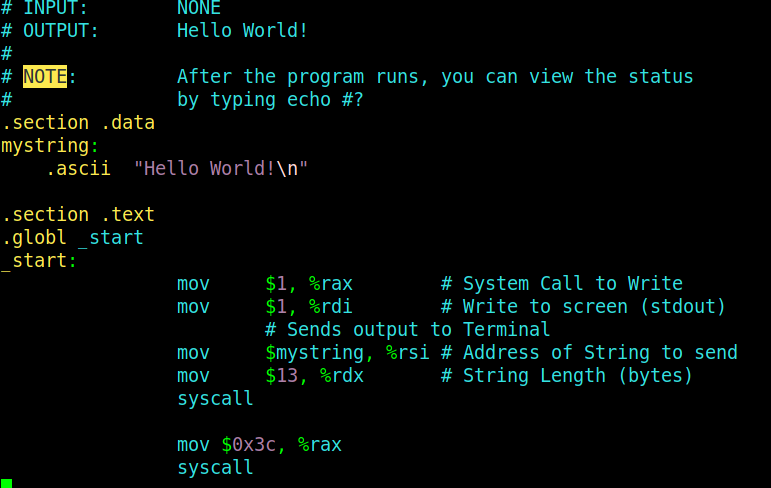 # INPUT:        NONE
# OUTPUT:       Hello World!
#
# NOTE:         After the program runs, you can view the status
#               by typing echo #?
.section .data
mystring:
    .ascii  "Hello World!\n"

.section .text
.globl _start
_start:
                mov     $1, %rax        # System Call to Write
                mov     $1, %rdi        # Write to screen (stdout)
                        # Sends output to Terminal
                mov     $mystring, %rsi # Address of String to send
                mov     $13, %rdx       # String Length (bytes)
                syscall

                mov $0x3c, %rax
                syscall